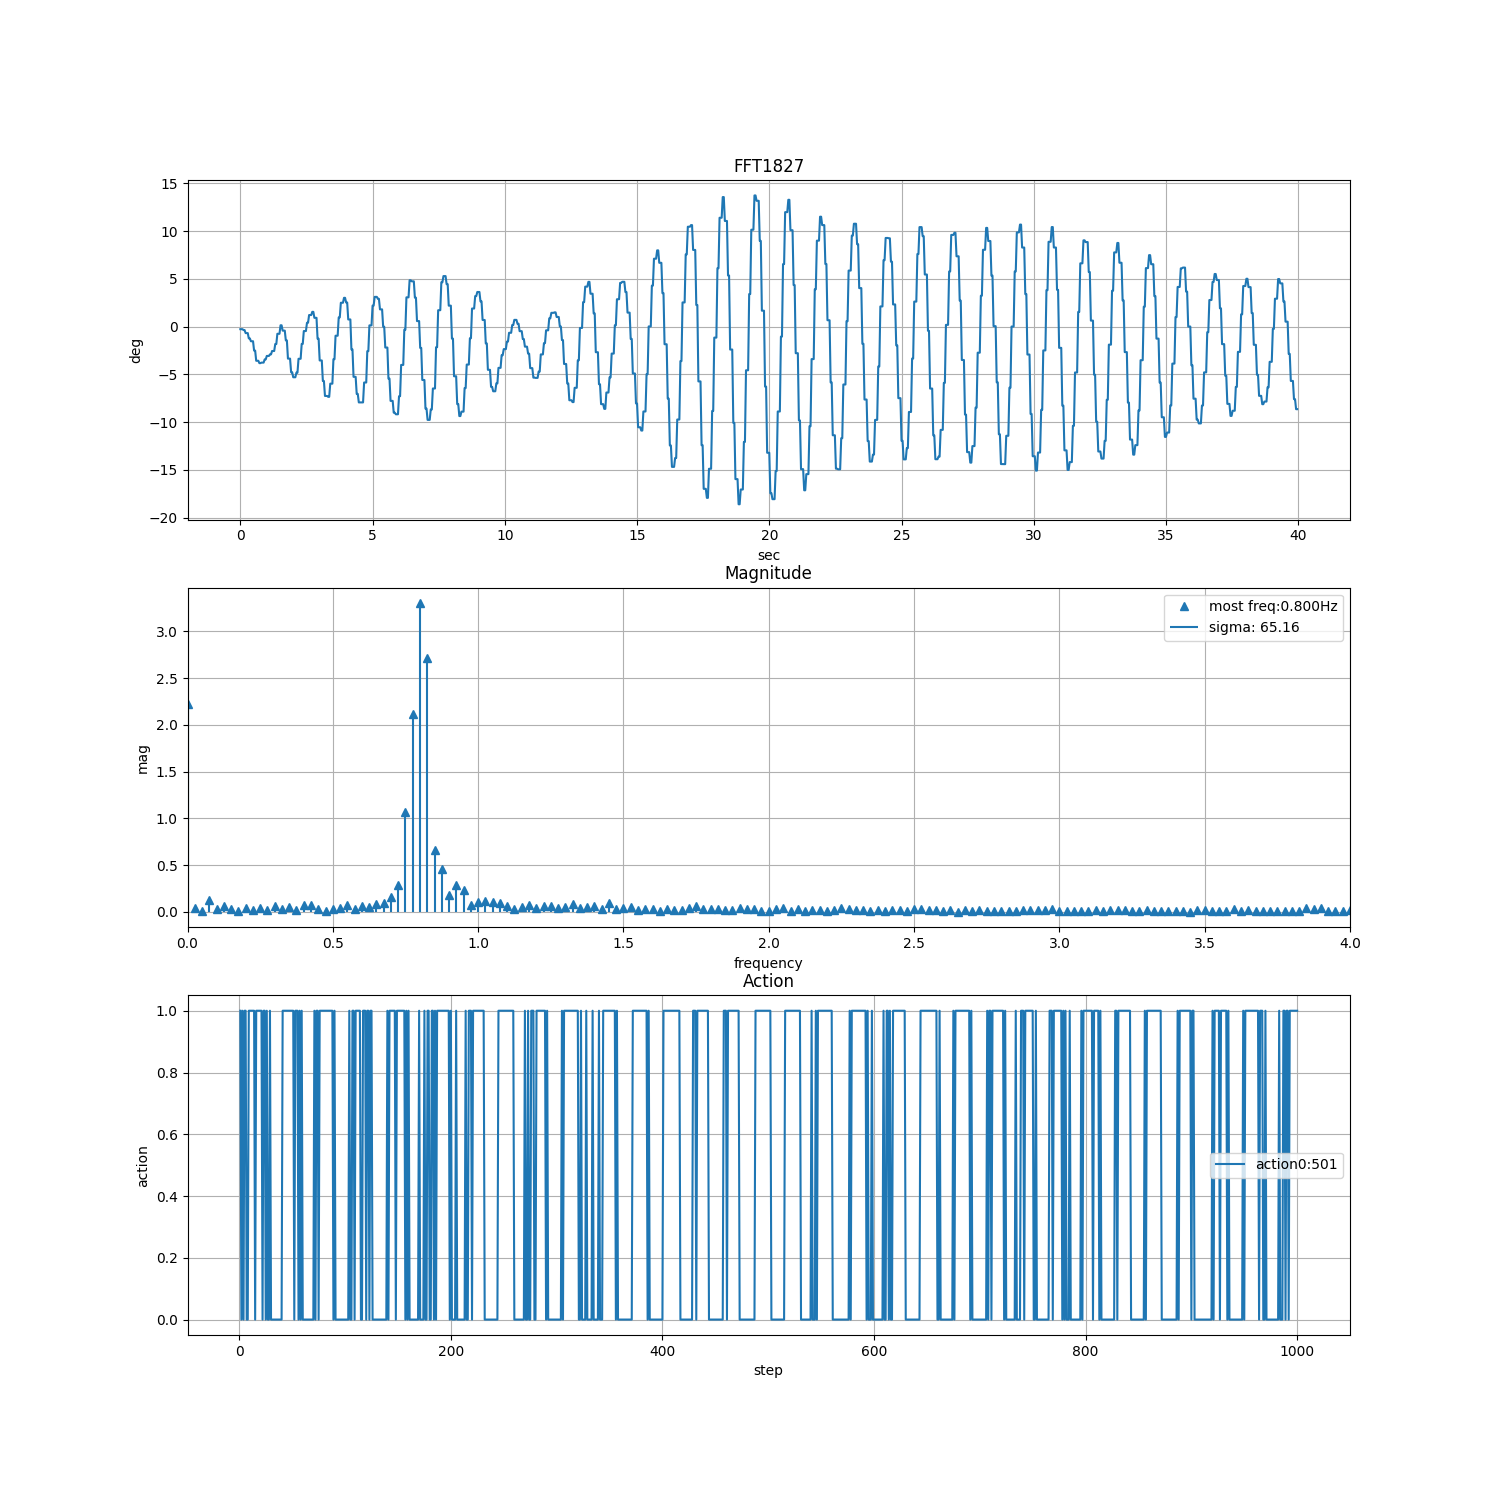 FFT1827
15
10
5
0
−5
−10
−15
−20
deg
0 5 10 15 20 25 30 35 40
sec
Magnitude
most freq:0.800Hz
sigma: 65.16
3.0
2.5
2.0
1.5
1.0
0.5
0.0
mag
0.0 0.5 1.0 1.5 2.0 2.5 3.0 3.5 4.0
frequency
Action
1.0
0.8
0.6
0.4
0.2
0.0
action
action0:501
0 200 400 600 800 1000
step